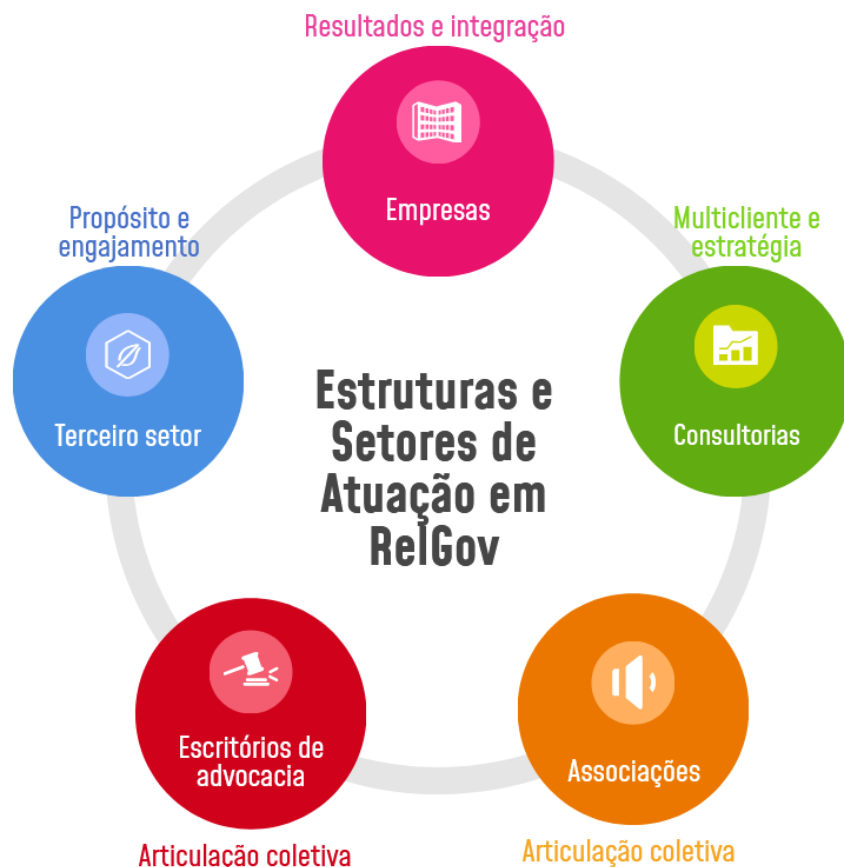 Resultados e integração
Empresas
Propósito e
engajamento
Multicliente e
estratégia
Terceiro setor
Consultorias
Estruturas e
Setores de
Atuação em
RelGov
Escritórios de
advocacia
Associações
Articulação coletiva
Articulação coletiva